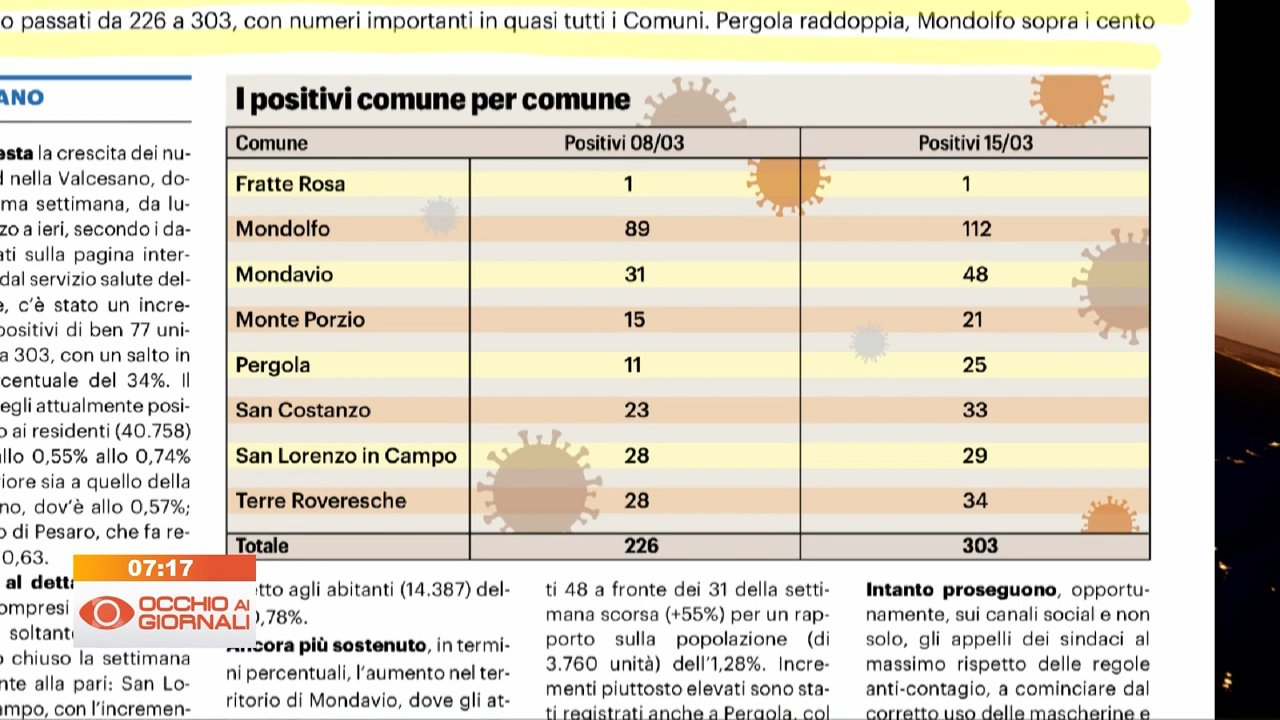 o passati da 226 a 303, con numeri importanti in quasi tutti i Comuni. Pergola raddoppia, Mondolfo sopra i cento
ANO
esta la crescita dei nu-
d nella Valcesano, do-
ma settimana, da lu-
zo a ieri, secondo i da-
ati sulla pagina inter-
dal servizio salute del-
e, c'è stato un incre-
positivi di ben 77 uni-
a 303, con un salto in
rcentuale del 34%. Il
egli attualmente posi-
o ai residenti (40.758)
allo 0,55% allo 0,74%
riore sia a quello della
no, dov'è allo 0,57%;
o di Pesaro, che fa re-
0,63.
al detta
ompresi
soltant
o chiuso la settimana
nte alla pari: San Lo-
ampo, con l'incremen-
I positivi comune per comune
Comune Positivi 08/03 Positivi 15/03
Fratte Rosa 1 1
Mondolfo 89 112
Mondavio 31 48
Monte Porzio 15 21
Pergola 11 25
San Costanzo 23 33
San Lorenzo in Campo 28 29
Terre Roveresche 28 34
Totale 226 303
etto agli abitanti (14.387) del-
0,78%.
Ancora più sostenuto, in termi-
ni percentuali, l'aumento nel ter-
ritorio di Mondavio, dove gli at-
ti 48 a fronte dei 31 della setti-
mana scorsa (+55%) per un rap-
porto sulla popolazione (di
3.760 unità) dell'1,28%. Incre-
menti piuttosto elevati sono sta-
ti registrati anche a Pergola, col
Intanto proseguono, opportu-
namente, sui canali social e non
solo, gli appelli dei sindaci al
massimo rispetto delle regole
anti-contagio, a cominciare dal
corretto uso delle mascherine e
07:17
OCCHIO AI
GIORNALI